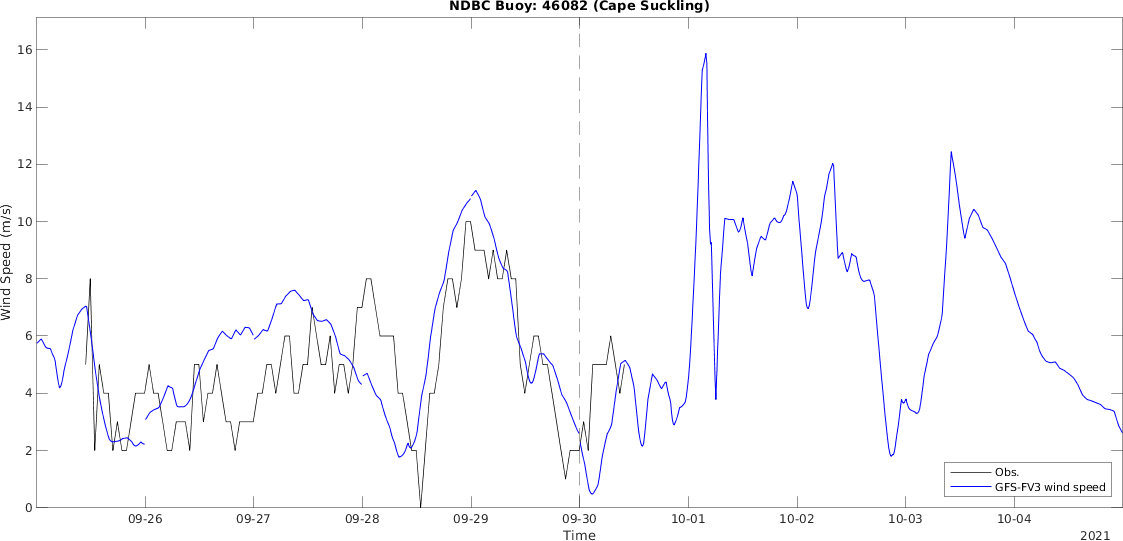 NDBC Buoy: 46082 (Cape Suckling)
16
14
12
10
8
6
4
2
0
Wind Speed (m/s)
09-26 09-27 09-28 09-29 09-30 10-01 10-02 10-03 10-04
Time
2021
Obs.
GFS-FV3 wind speed